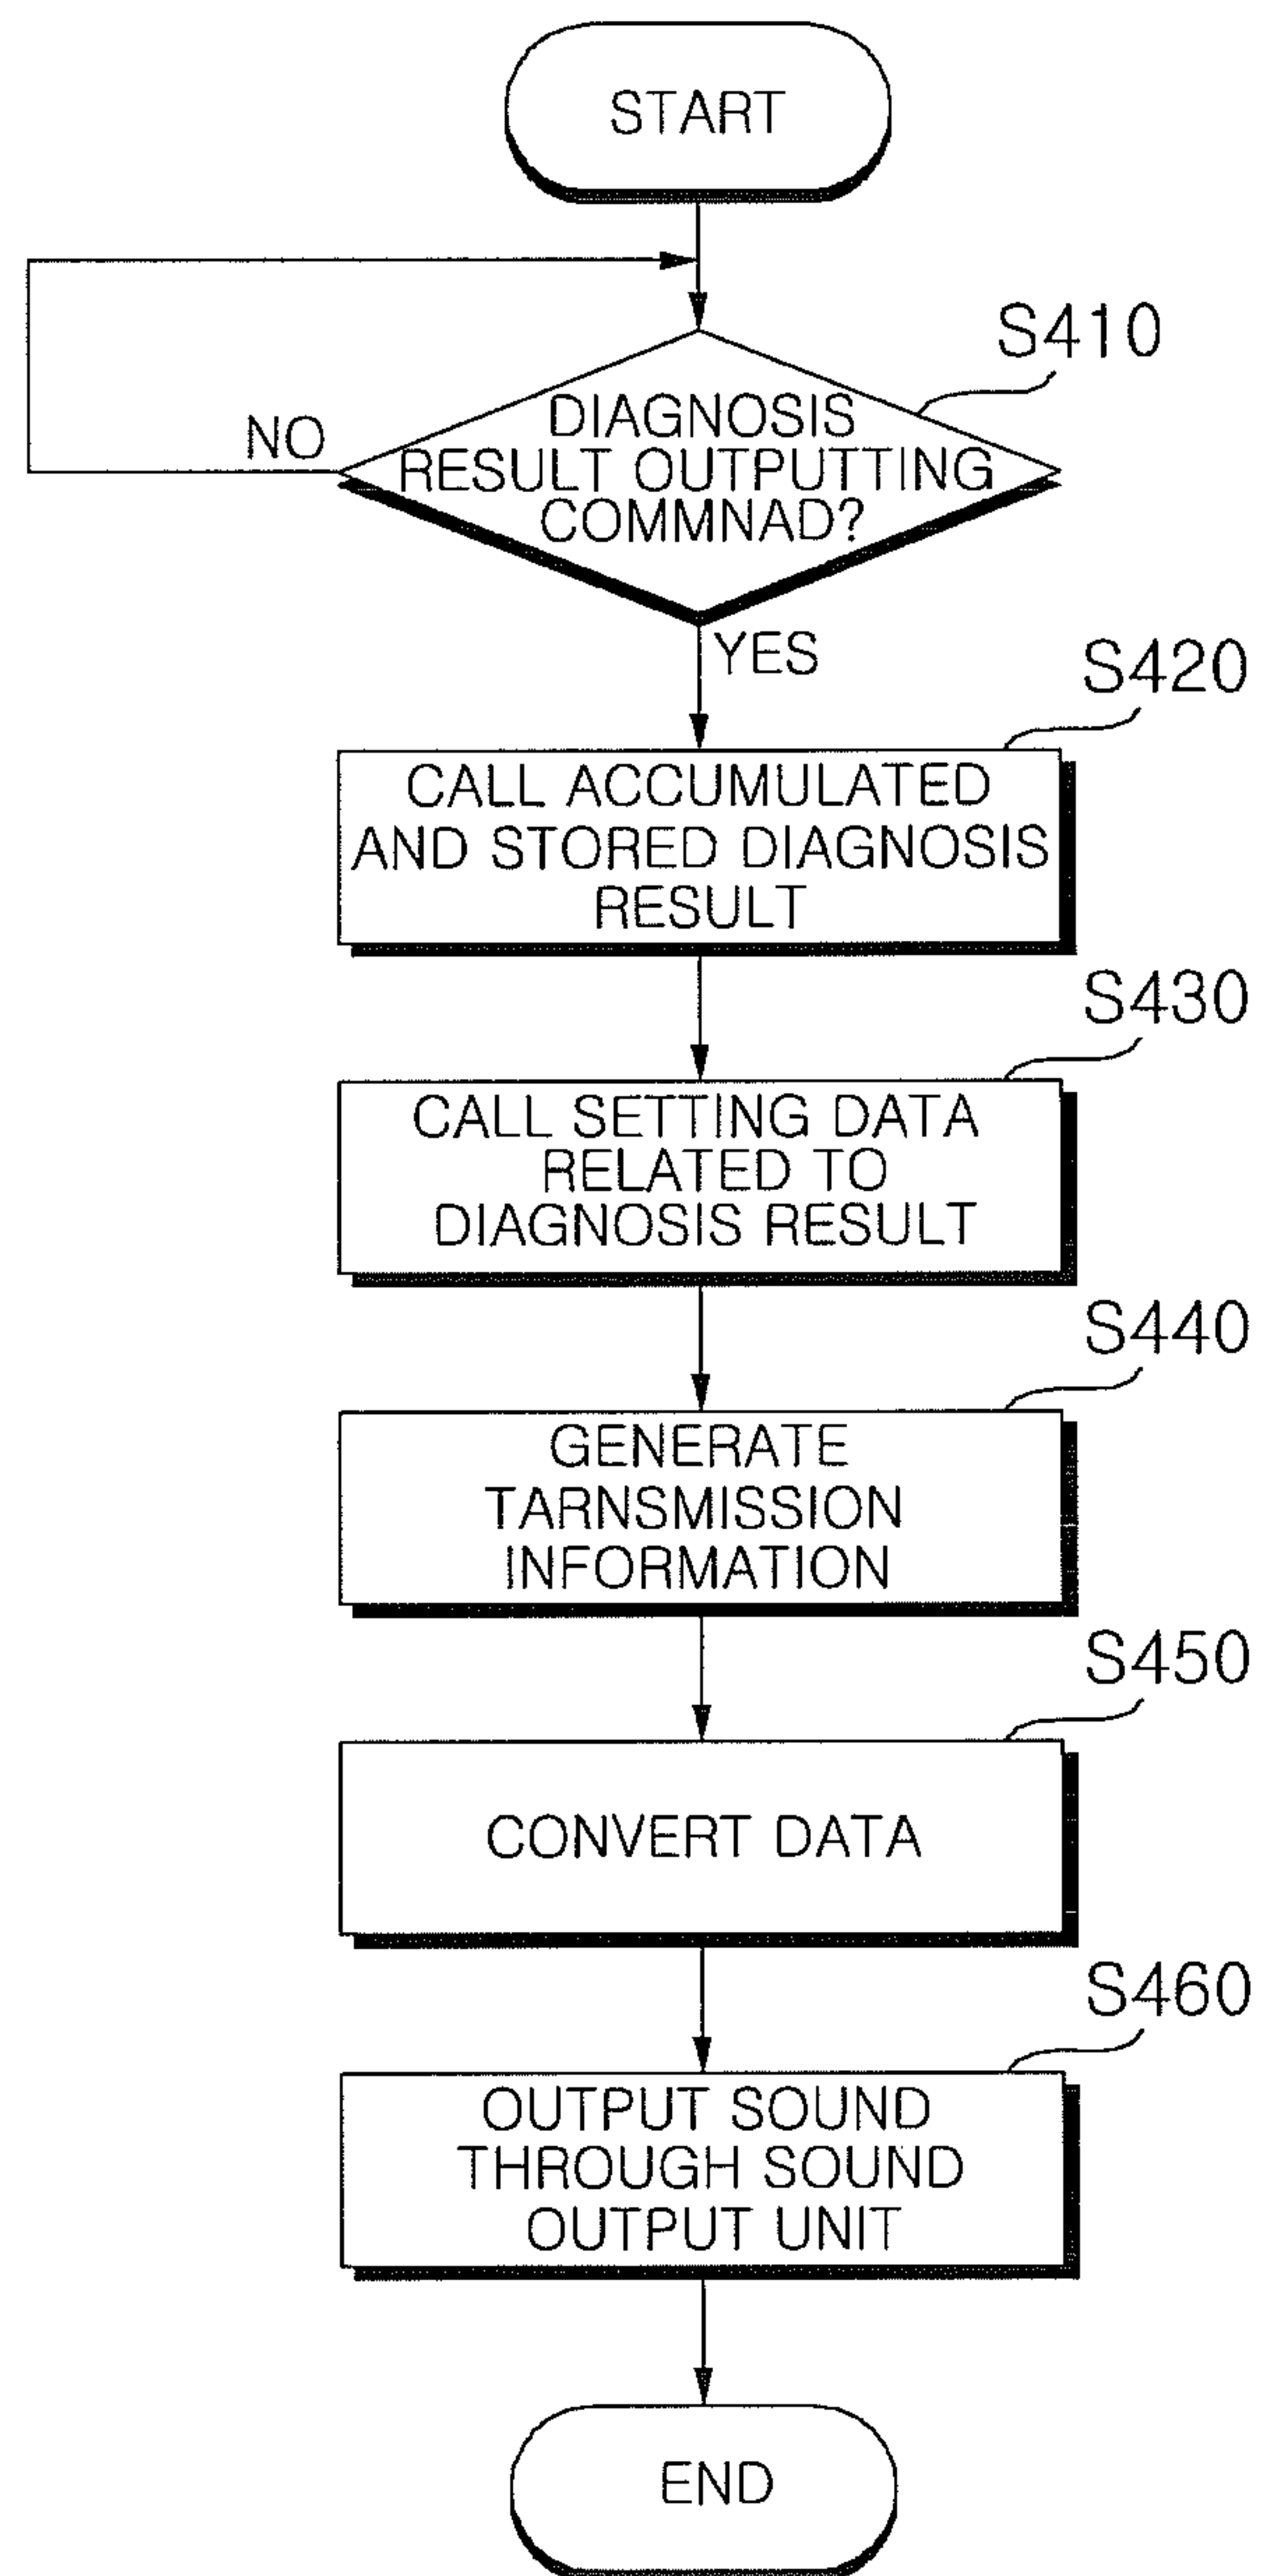 START
S410
DIAGNOSIS
NO
RESULT OUTPUTTING
COMMNAD?
YES
S420
CALL ACCUMULATED
AND STORED DIAGNOSIS
RESULT
S430
CALL SETTING DATA
RELATED TO
DIAGNOSIS RESULT
S440
GENERATE
TARNSMISSION
INFORMATION
S450
CONVERT DATA
S460
OUTPUT SOUND
THROUGH SOUND
OUTPUT UNIT
END